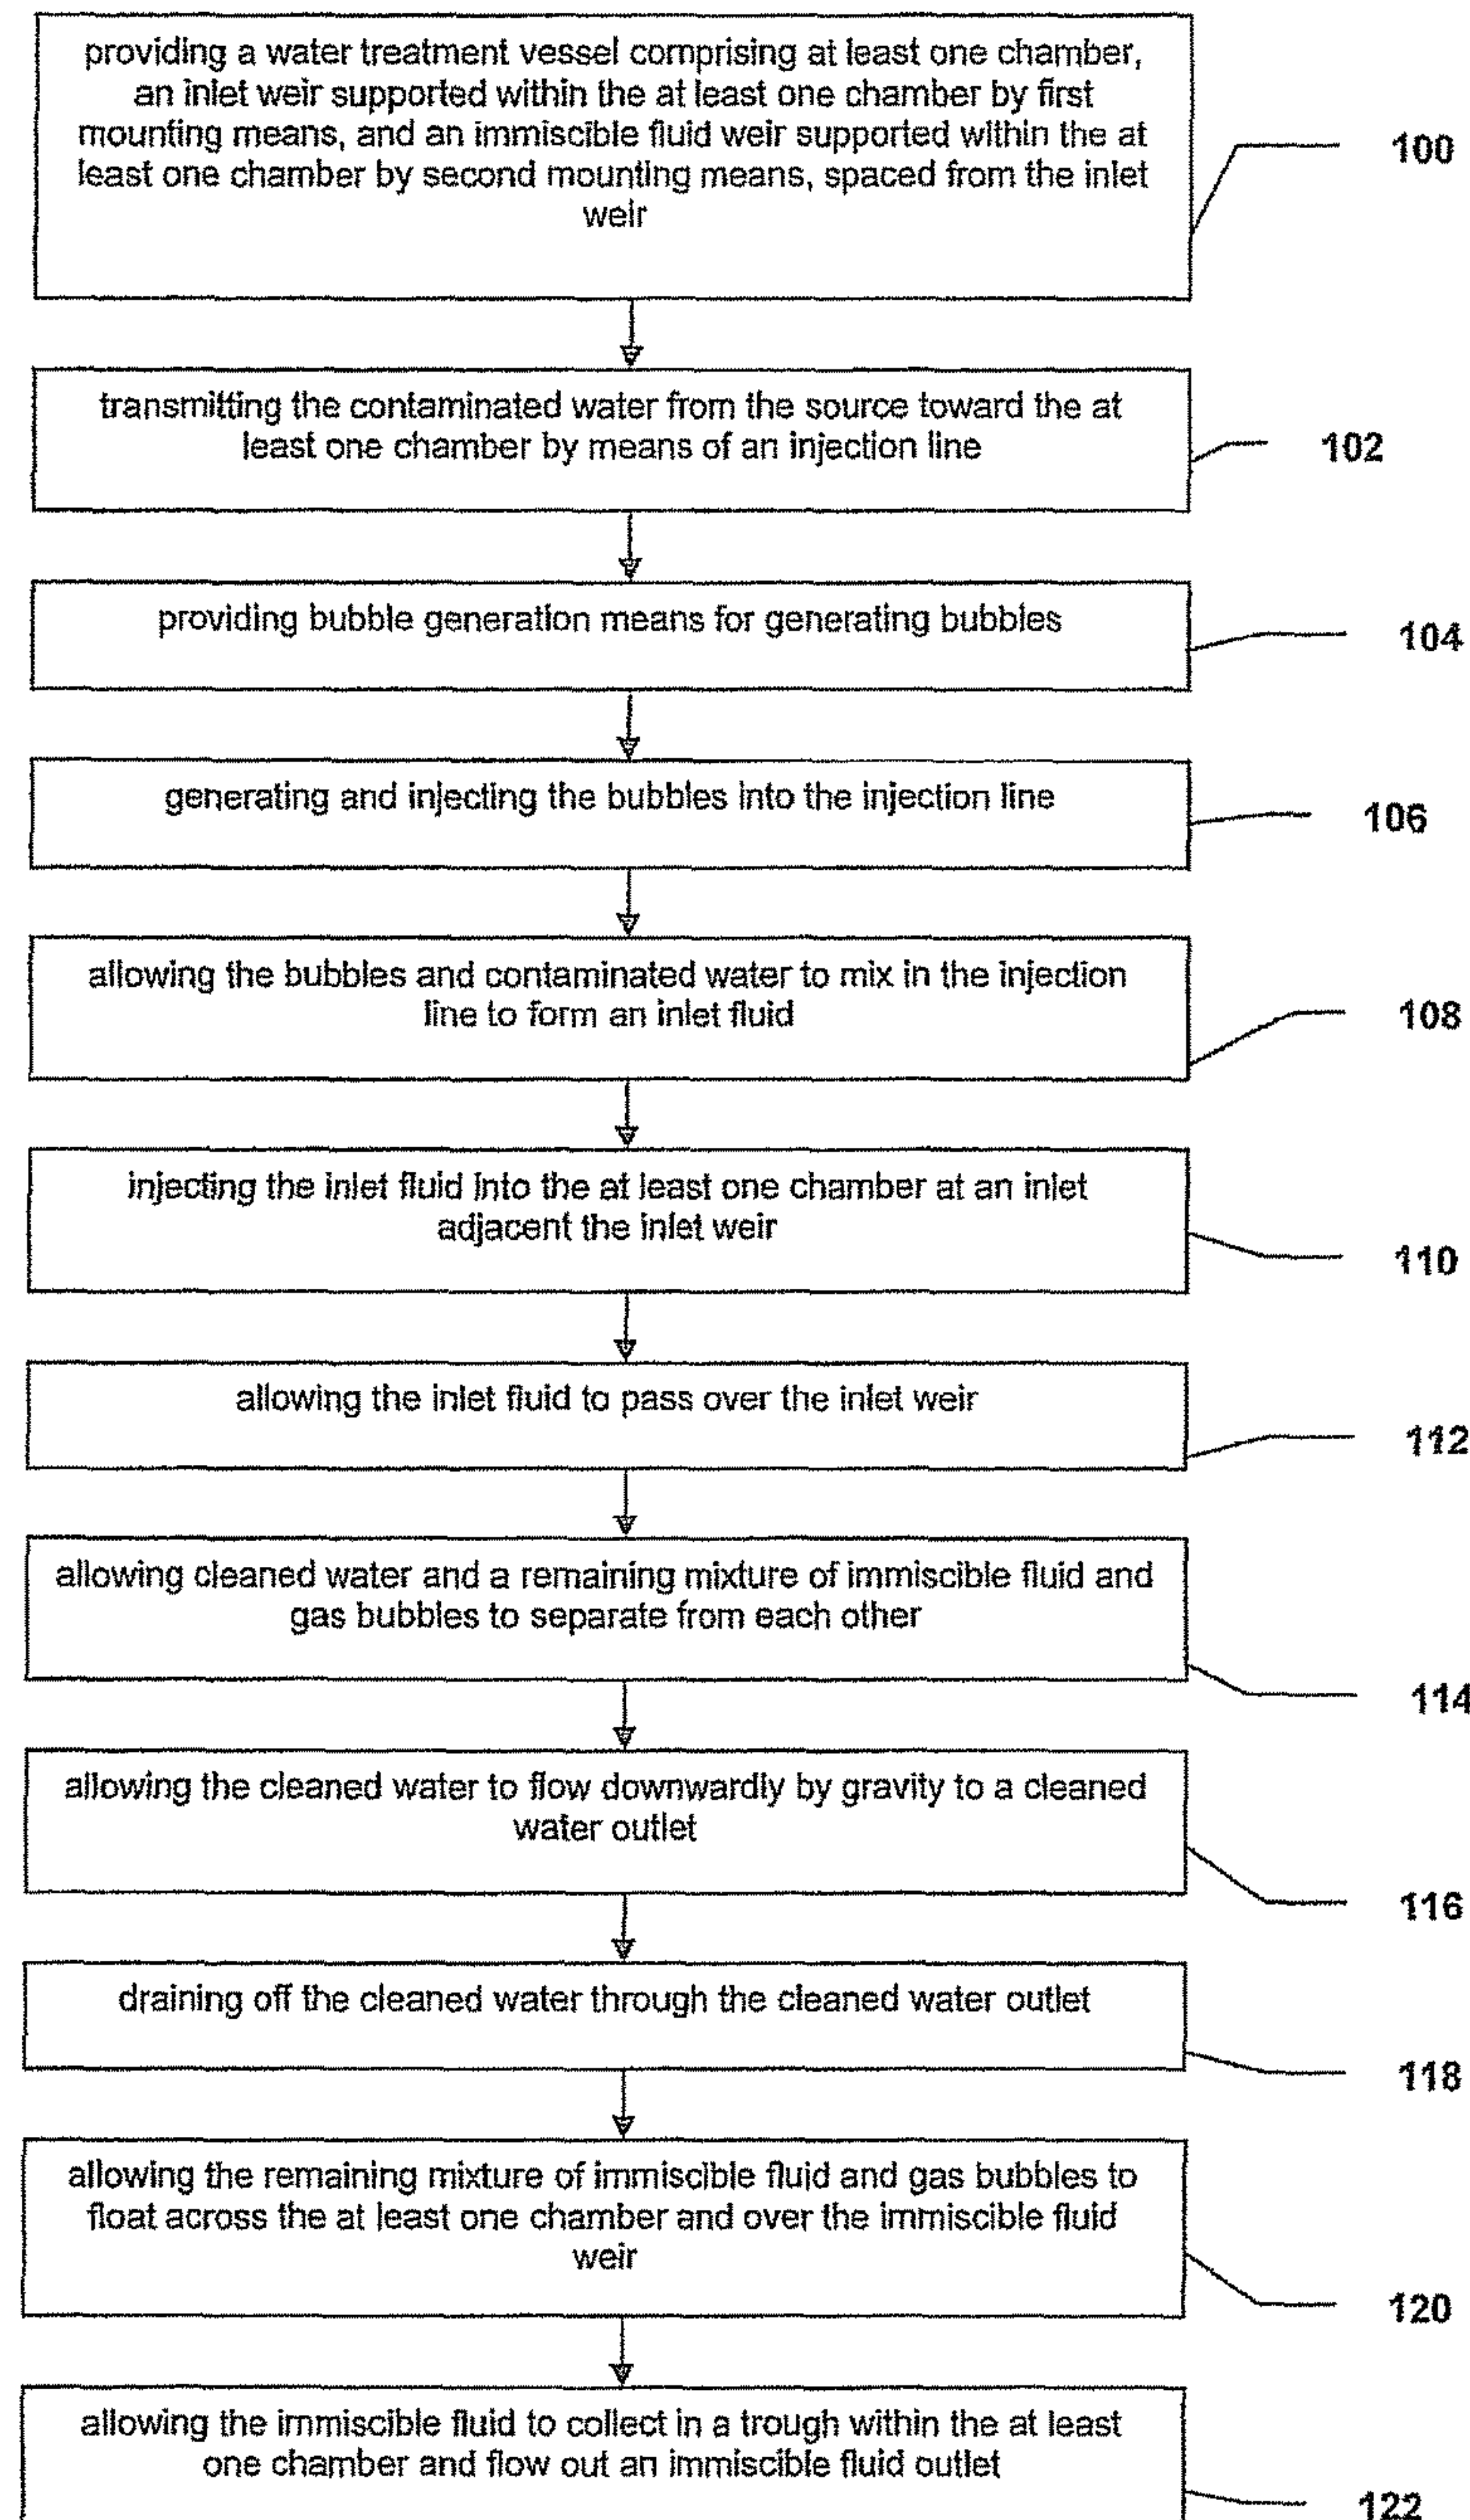 providing a water treatment vessel comprising at least one chamber,
an inlet weir supported within the at least one chamber by first
mounting means, and an immiscible fluid weir supported within the at
least one chamber by second mounting means, spaced from the inlet
weir
100
transmitting the contaminated water from the source toward the at
least one chamber by means of an injection line
102
providing bubble generation means for generating bubbles
104
generating and injecting the bubbles into the injection line
106
allowing the bubbles and contaminated water to mix in the injection
line to form an inlet fluid
108
injecting the inlet fluid into the at least one chamber at an inlet
adjacent the inlet weir
110
allowing the inlet fluid to pass over the inlet weir
112
allowing cleaned water and a remaining mixture of immiscible fluid and
gas bubbles to separate from each other
114
allowing the cleaned water to flow downwardly by gravity to a cleaned
water outlet
116
draining off the cleaned water through the cleaned water outlet
118
allowing the remaining mixture of immiscible fluid and gas bubbles to
float across the at least one chamber and over the immiscible fluid
weir
120
allowing the immiscible fluid to collect in a trough within the at least
one chamber and flow out an immiscible fluid outlet
122